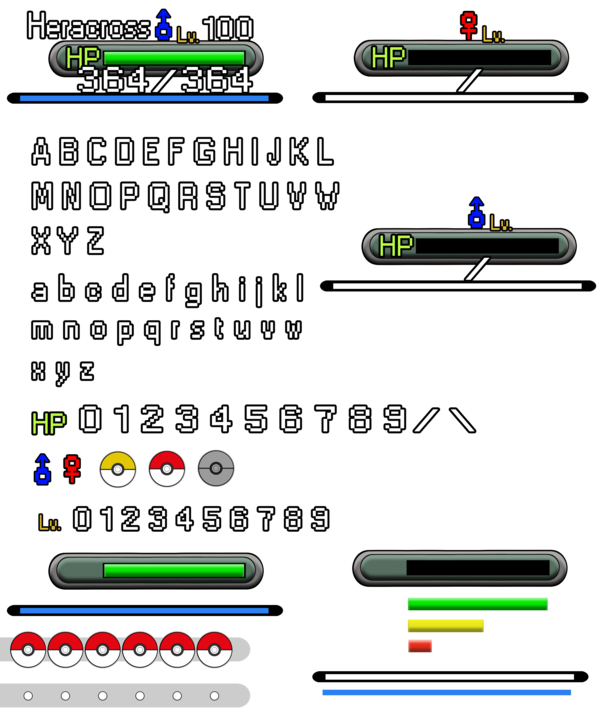 Heracross♂Lv.100
HP
364/364
♀Lv.
HP
/
ABCDEFGHIJKL
MNOPQRSTUVW
XYZ
♂Lv.
HP
/
abcdefghijkl
mnopqrstuvw
xyz
HP 0123456789/\
♂♀
Lv. 0123456789